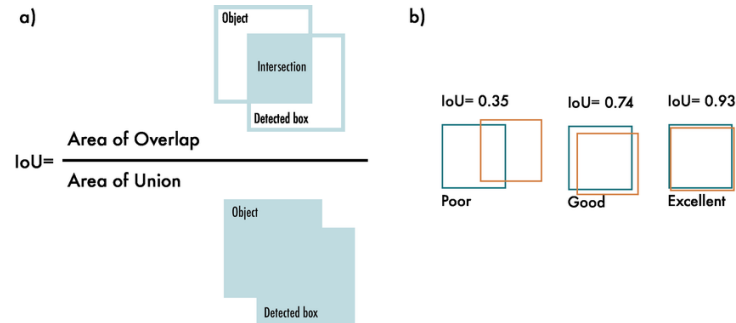 a)
Object
Intersection
Detected box
IoU=
Area of Overlap
Area of Union
Object
Detected box
b)
IoU= 0.35
IoU= 0.74
IoU= 0.93
Poor
Good
Excellent